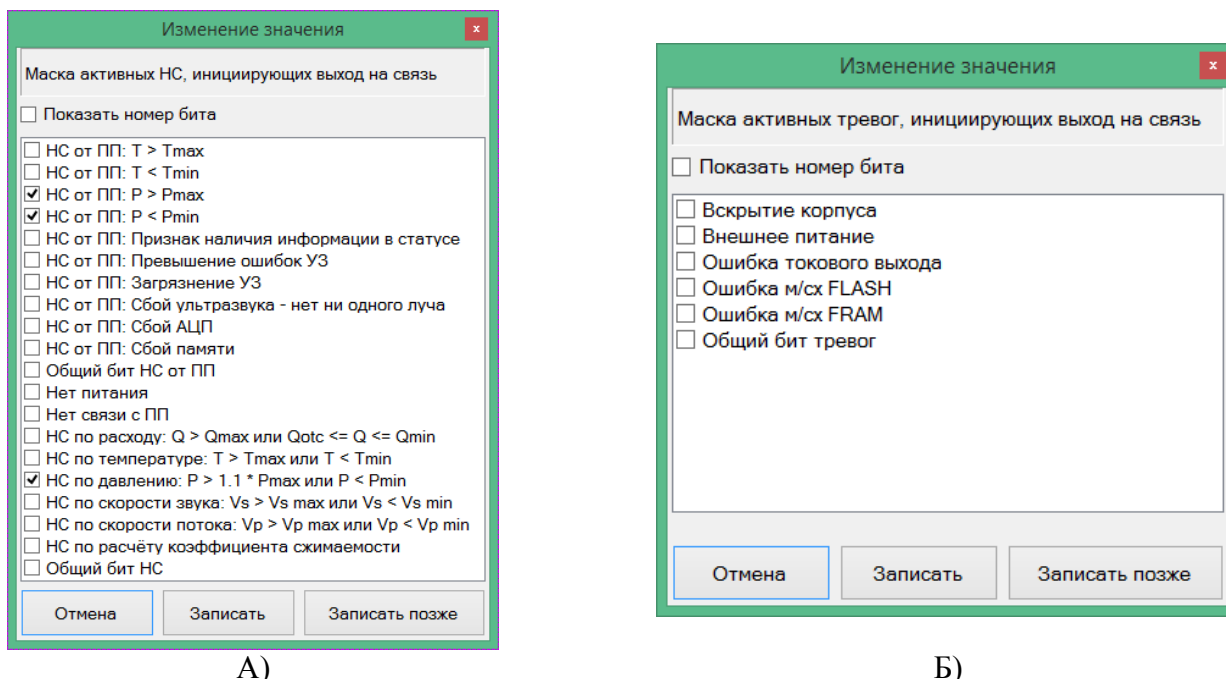 Изменение значения
x
Маска активных НС, инициирующих выход на связь
Показать номер бита
НС от ПП: T > Tmax
НС от ПП: T < Tmin
НС от ПП: P > Pmax
НС от ПП: P < Pmin
НС от ПП: Признак наличия информации в статусе
НС от ПП: Превышение ошибок УЗ
НС от ПП: Загрязнение УЗ
НС от ПП: Сбой ультразвука - нет ни одного луча
НС от ПП: Сбой АЦП
НС от ПП: Сбой памяти
Общий бит НС от ПП
Нет питания
Нет связи с ПП
НС по расходу: Q > Qmax или Qotc <= Q <= Qmin
НС по температуре: T > Tmax или T < Tmin
НС по давлению: P > 1.1 * Pmax или P < Pmin
НС по скорости звука: Vs > Vs max или Vs < Vs min
НС по скорости потока: Vp > Vp max или Vp < Vp min
НС по расчёту коэффициента сжимаемости
Общий бит НС
Отмена
Записать
Записать позже
А)
Изменение значения
x
Маска активных тревог, инициирующих выход на связь
Показать номер бита
Вскрытие корпуса
Внешнее питание
Ошибка токового выхода
Ошибка м/сх FLASH
Ошибка м/сх FRAM
Общий бит тревог
Отмена
Записать
Записать позже
Б)